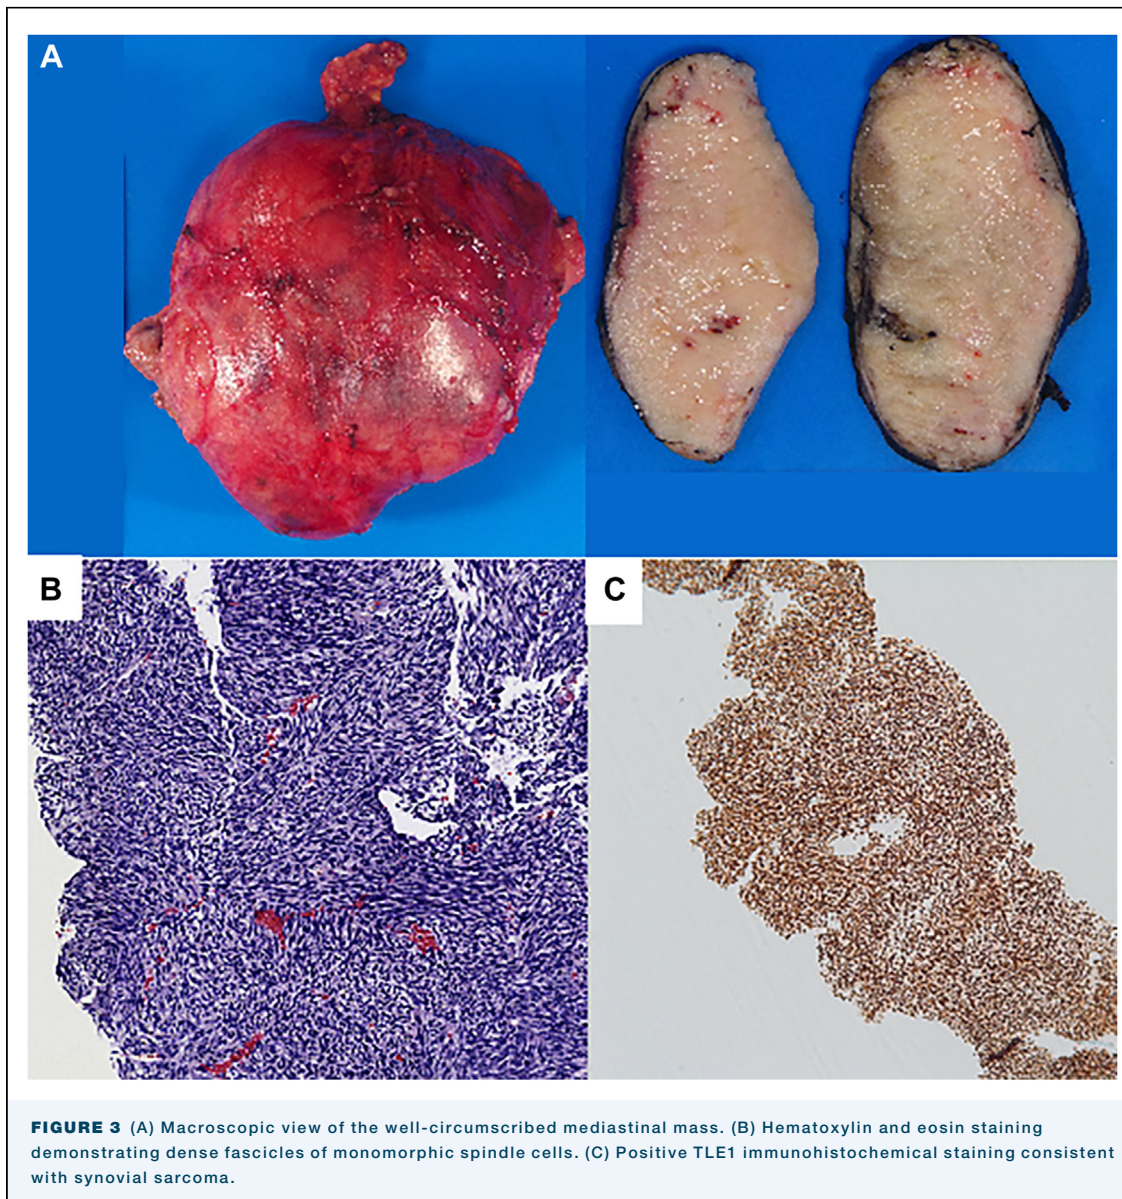 A
B
C
FIGURE 3 (A) Macroscopic view of the well-circumscribed mediastinal mass. (B) Hematoxylin and eosin staining
demonstrating dense fascicles of monomorphic spindle cells. (C) Positive TLE1 immunohistochemical staining consistent
with synovial sarcoma.